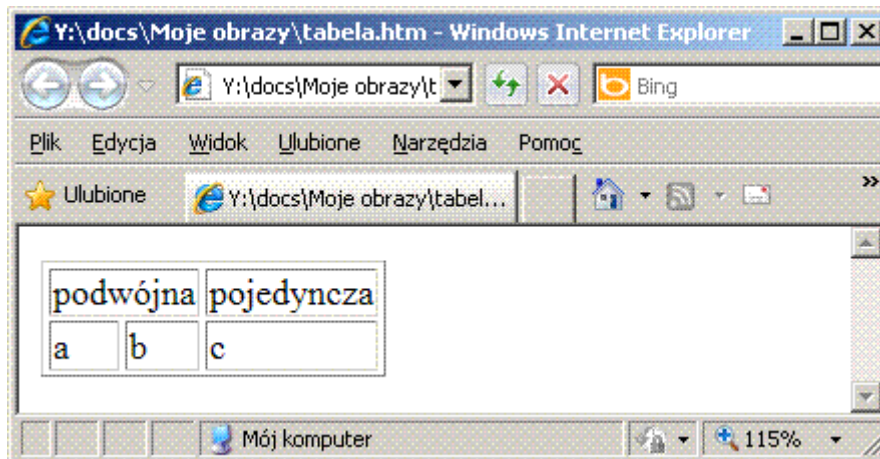 Y:\docs\Moje obrazy\tabela.htm - Windows Internet Explorer
Y:\docs\Moje obrazy\t Bing
Plik Edycja Widok Ulubione Narzędzia Pomoc
Ulubione Y:\docs\Moje obrazy\tabel... »
podwójna pojedyncza
a b c
Mój komputer 115%